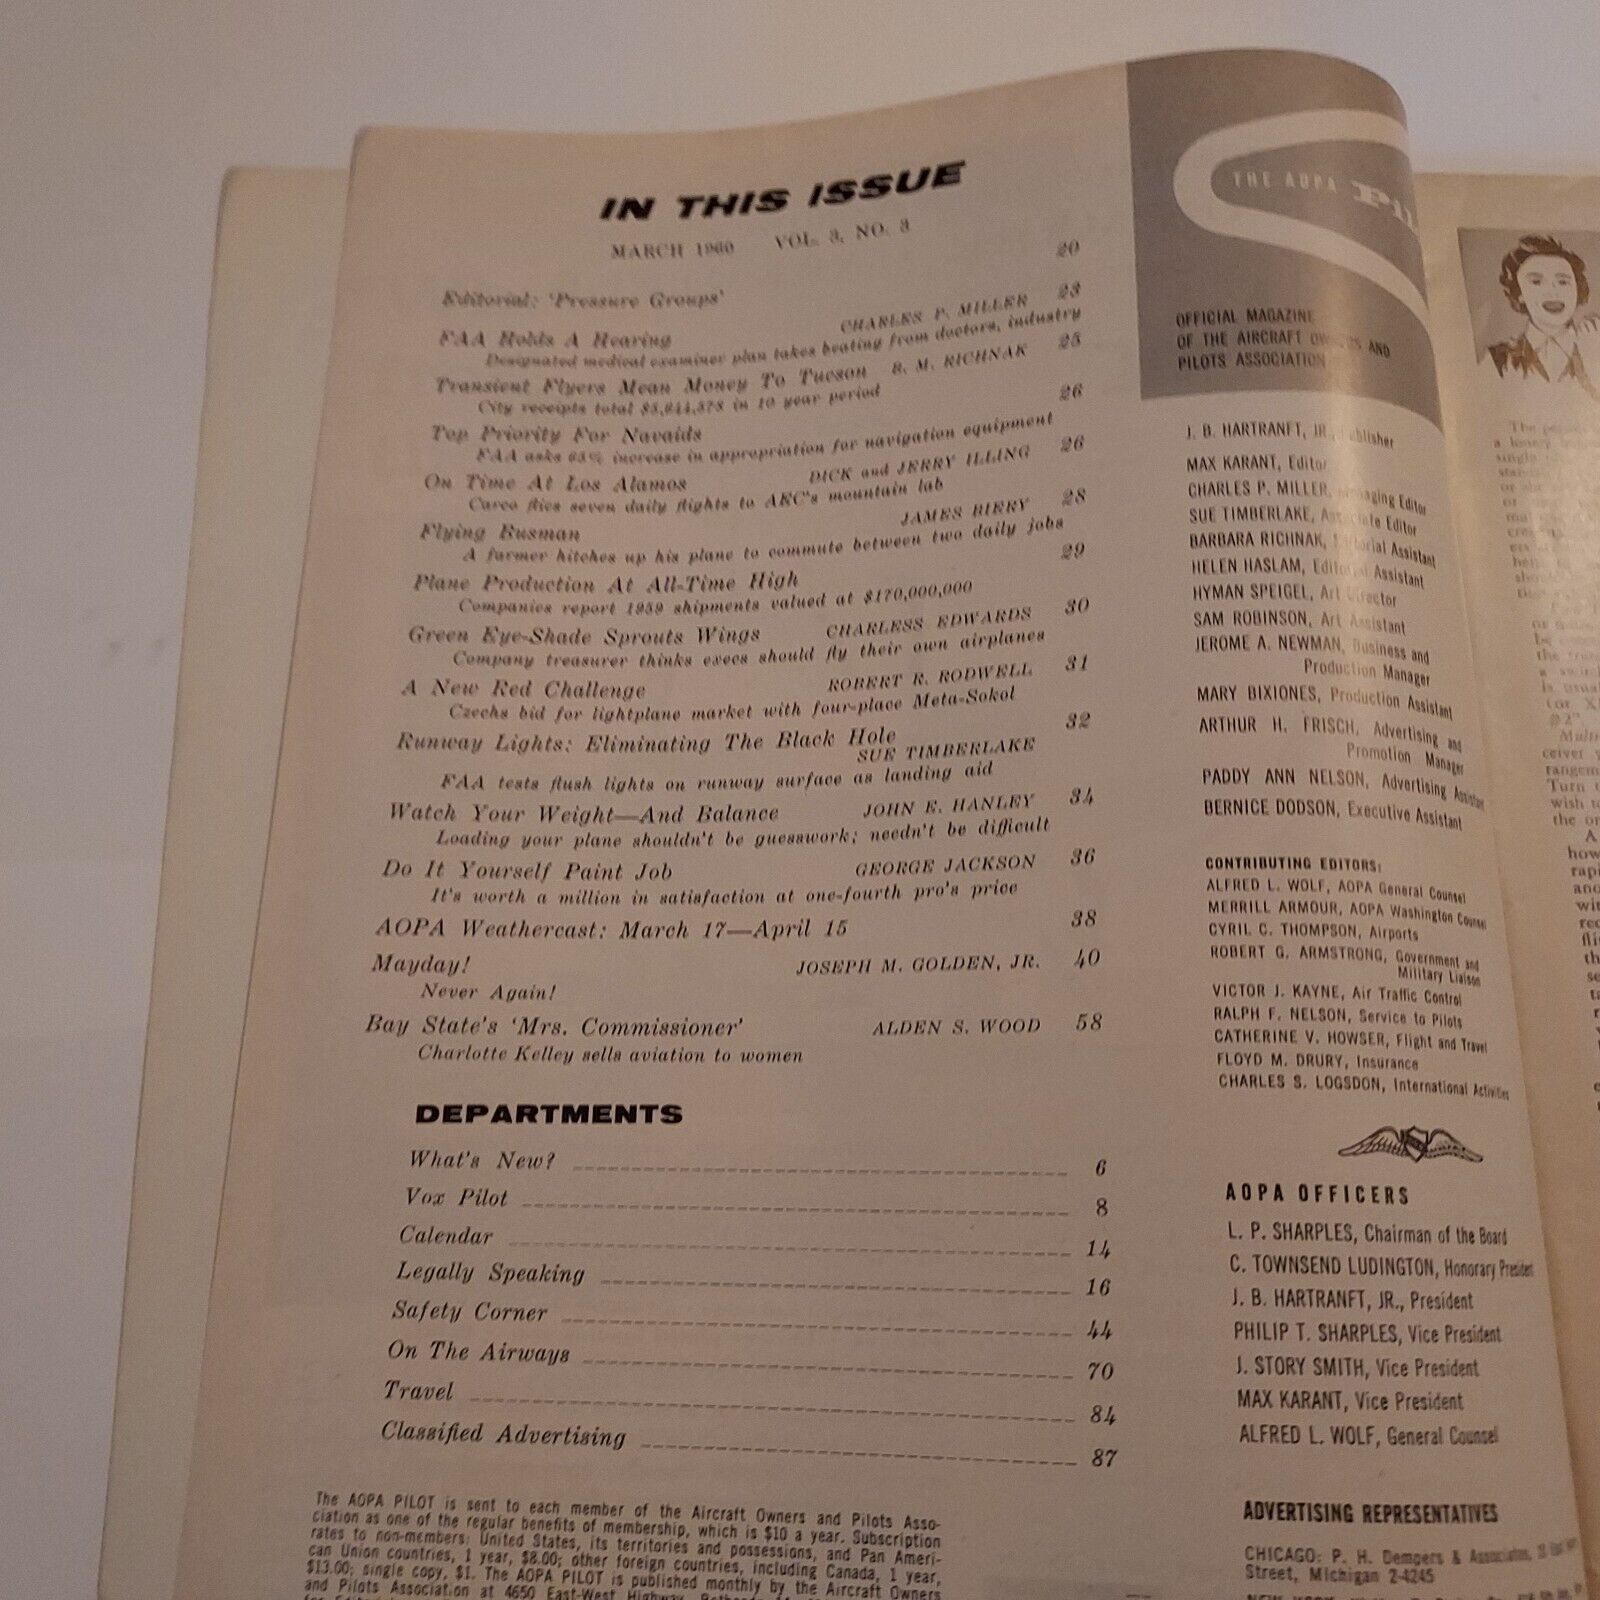 IN THIS ISSUE
MARCH 1960 VOL. 3, NO. 3
Editorial: 'Pressure Groups' 20
FAA Holds A Hearing CHARLES P. MILLER 23
Designated medical examiner plan takes beating from doctors, industry
Transient Flyers Mean Money To Tucson B. M. RICHNAK 25
City receipts total in 10 year period
Top Priority For Navaids 26
FAA asks 65% increase in appropriation for navigation equipment
On Time At Los Alamos DICK and JERRY ILLING 26
Carco flies seven daily flights to AEC's mountain lab
Flying Busman JAMES BIERY 28
A farmer hitches up his plane to commute between two daily jobs
Plane Production At All-Time High 29
Companies report 1959 shipments valued at $170,000,000
Green Eye-Shade Sprouts Wings CHARLESS EDWARDS 30
Company treasurer thinks execs should fly their own airplanes
A New Red Challenge ROBERT R. RODWELL 31
Czechs bid for lightplane market with four-place Meta-Sokol
Runway Lights: Eliminating The Black Hole 32
SUE TIMBERLAKE
FAA tests flush lights on runway surface as landing aid
Watch Your Weight—And Balance JOHN E. HANLEY 34
Loading your plane shouldn't be guesswork; needn't be difficult
Do It Yourself Paint Job GEORGE JACKSON 36
It's worth a million in satisfaction at one-fourth pro's price
AOPA Weathercast: March 17—April 15 38
Mayday! JOSEPH M. GOLDEN, JR. 40
Never Again!
Bay State's 'Mrs. Commissioner' ALDEN S. WOOD 58
Charlotte Kelley sells aviation to women
DEPARTMENTS
What's New? 6
Vox Pilot 8
Calendar 14
Legally Speaking 16
Safety Corner 44
On The Airways 70
Travel 84
Classified Advertising 87
The AOPA PILOT is sent to each member of the Aircraft Owners and Pilots Asso-
ciation as one of the regular benefits of membership, which is $10 a year. Subscription
rates to non-members: United States, its territories and possessions, and Pan Ameri-
can Union countries, 1 year, $8.00; other foreign countries, including Canada, 1 year,
$13.00; single copy, $1. The AOPA PILOT is published monthly by the Aircraft Owners
and Pilots Association at 4650 East-West Highway,
THE AOPA Pil
OFFICIAL MAGAZINE
OF THE AIRCRAFT OWNERS AND
PILOTS ASSOCIATION
J. B. HARTRANFT, JR., Publisher
MAX KARANT, Editor
CHARLES P. MILLER, Managing Editor
SUE TIMBERLAKE, Associate Editor
BARBARA RICHNAK, Editorial Assistant
HELEN HASLAM, Editorial Assistant
HYMAN SPEIGEL, Art Director
SAM ROBINSON, Art Assistant
JEROME A. NEWMAN, Business and
Production Manager
MARY BIXIONES, Production Assistant
ARTHUR H. FRISCH, Advertising and
Promotion Manager
PADDY ANN NELSON, Advertising Assistant
BERNICE DODSON, Executive Assistant
CONTRIBUTING EDITORS:
ALFRED L. WOLF, AOPA General Counsel
MERRILL ARMOUR, AOPA Washington Counsel
CYRIL C. THOMPSON, Airports
ROBERT G. ARMSTRONG, Government and
Military Liaison
VICTOR J. KAYNE, Air Traffic Control
RALPH F. NELSON, Service to Pilots
CATHERINE V. HOWSER, Flight and Travel
FLOYD M. DRURY, Insurance
CHARLES S. LOGSDON, International Activities
AOPA OFFICERS
L. P. SHARPLES, Chairman of the Board
C. TOWNSEND LUDINGTON, Honorary President
J. B. HARTRANFT, JR., President
PHILIP T. SHARPLES, Vice President
J. STORY SMITH, Vice President
MAX KARANT, Vice President
ALFRED L. WOLF, General Counsel
ADVERTISING REPRESENTATIVES
CHICAGO: P. H. Dempers & Associates,
Street, Michigan 2-4245